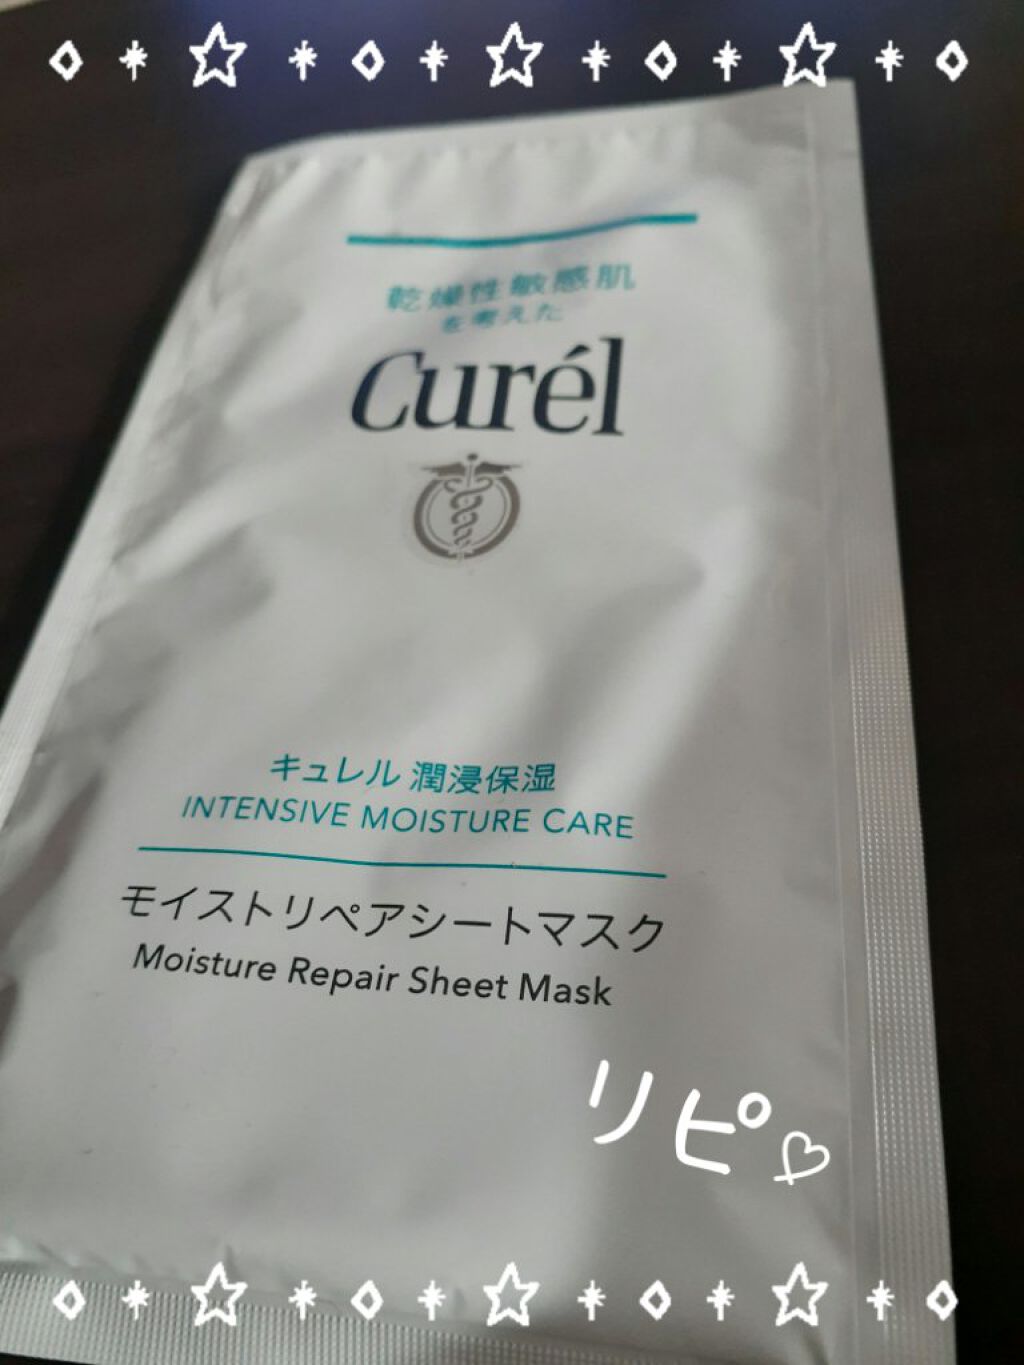 乾燥性敏感肌
を考えた
Curél
キュレル 潤浸保湿
INTENSIVE MOISTURE CARE
モイストリペアシートマスク
Moisture Repair Sheet Mask
リピ♡